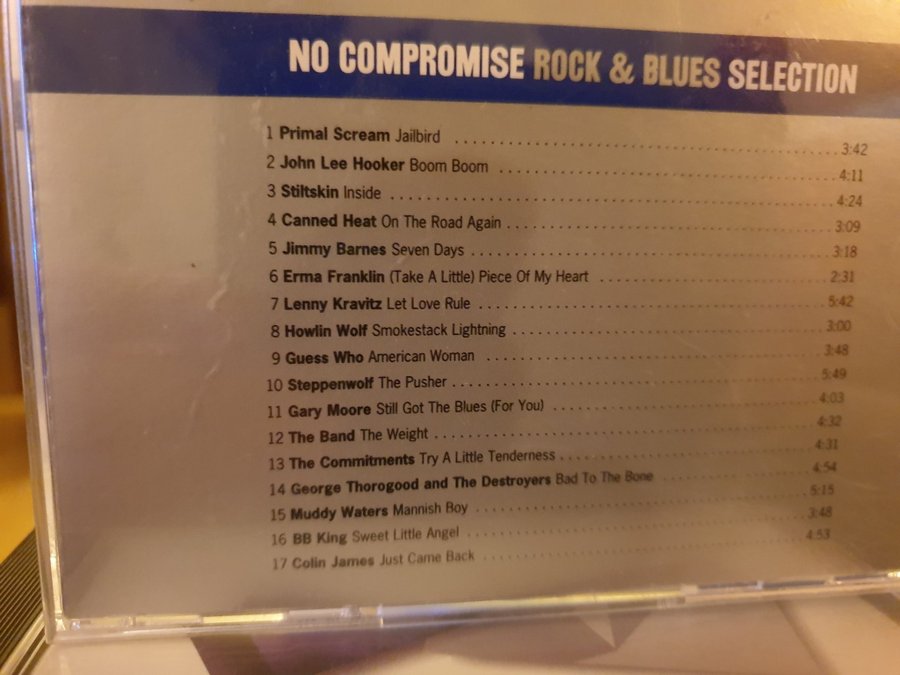 NO COMPROMISE ROCK & BLUES SELECTION
1 Primal Scream Jailbird 3:42
2 John Lee Hooker Boom Boom 4:11
3 Stiltskin Inside 4:24
4 Canned Heat On The Road Again 3:09
5 Jimmy Barnes Seven Days 3:18
6 Erma Franklin (Take A Little) Piece Of My Heart 2:31
7 Lenny Kravitz Let Love Rule 5:42
8 Howlin Wolf Smokestack Lightning 3:00
9 Guess Who American Woman 3:48
10 Steppenwolf The Pusher 5:49
11 Gary Moore Still Got The Blues (For You) 4:03
12 The Band The Weight 4:32
13 The Commitments Try A Little Tenderness 4:31
14 George Thorogood and The Destroyers Bad To The Bone 4:54
15 Muddy Waters Mannish Boy 5:15
16 BB King Sweet Little Angel 3:48
17 Colin James Just Came Back 4:53